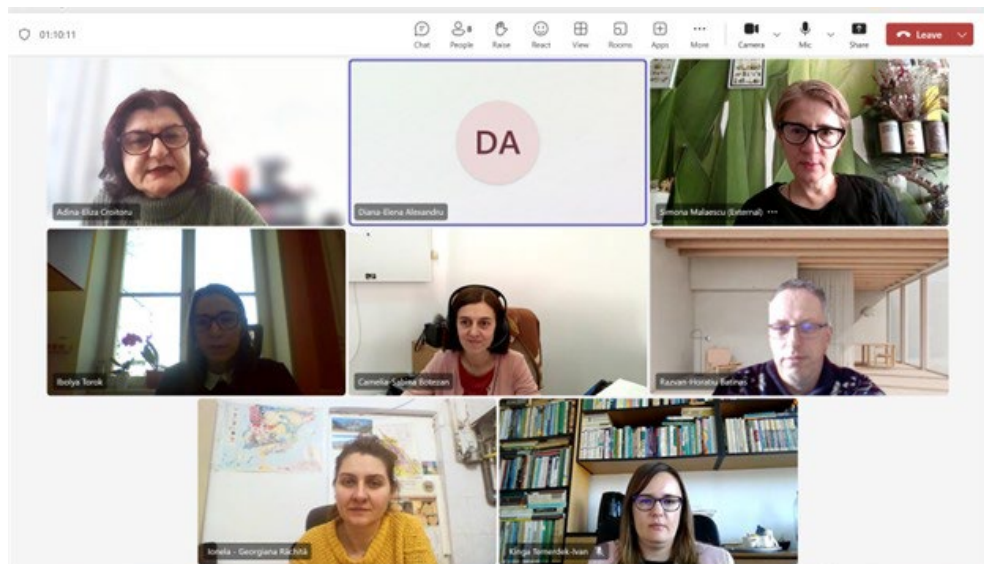 01:10:11
Chat
People 8
Raise
React
View
Rooms
Apps
More
Camera
Mic
Share
Leave
DA
Adina-Eliza Croitoru
Diana-Elena Alexandru
Simona Malaescu (External)
Ibolya Torok
Camelia-Sabina Botezan
Razvan-Horatiu Batinas
Ionela - Georgiana Răchită
Kinga Temerdek-Ivan